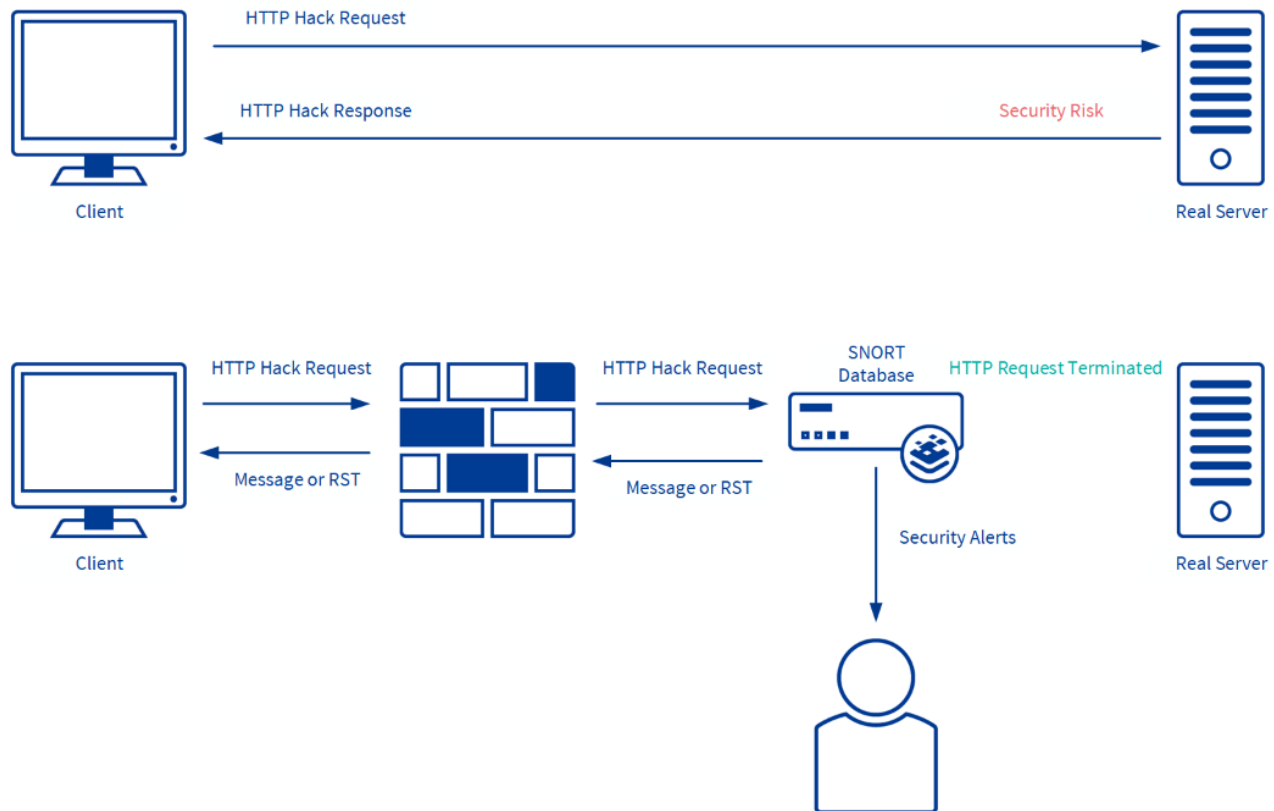 HTTP Hack Request
HTTP Hack Response
Security Risk
Client
Real Server
HTTP Hack Request
HTTP Hack Request
SNORT
Database
HTTP Request Terminated
Message or RST
Message or RST
Security Alerts
Client
Real Server